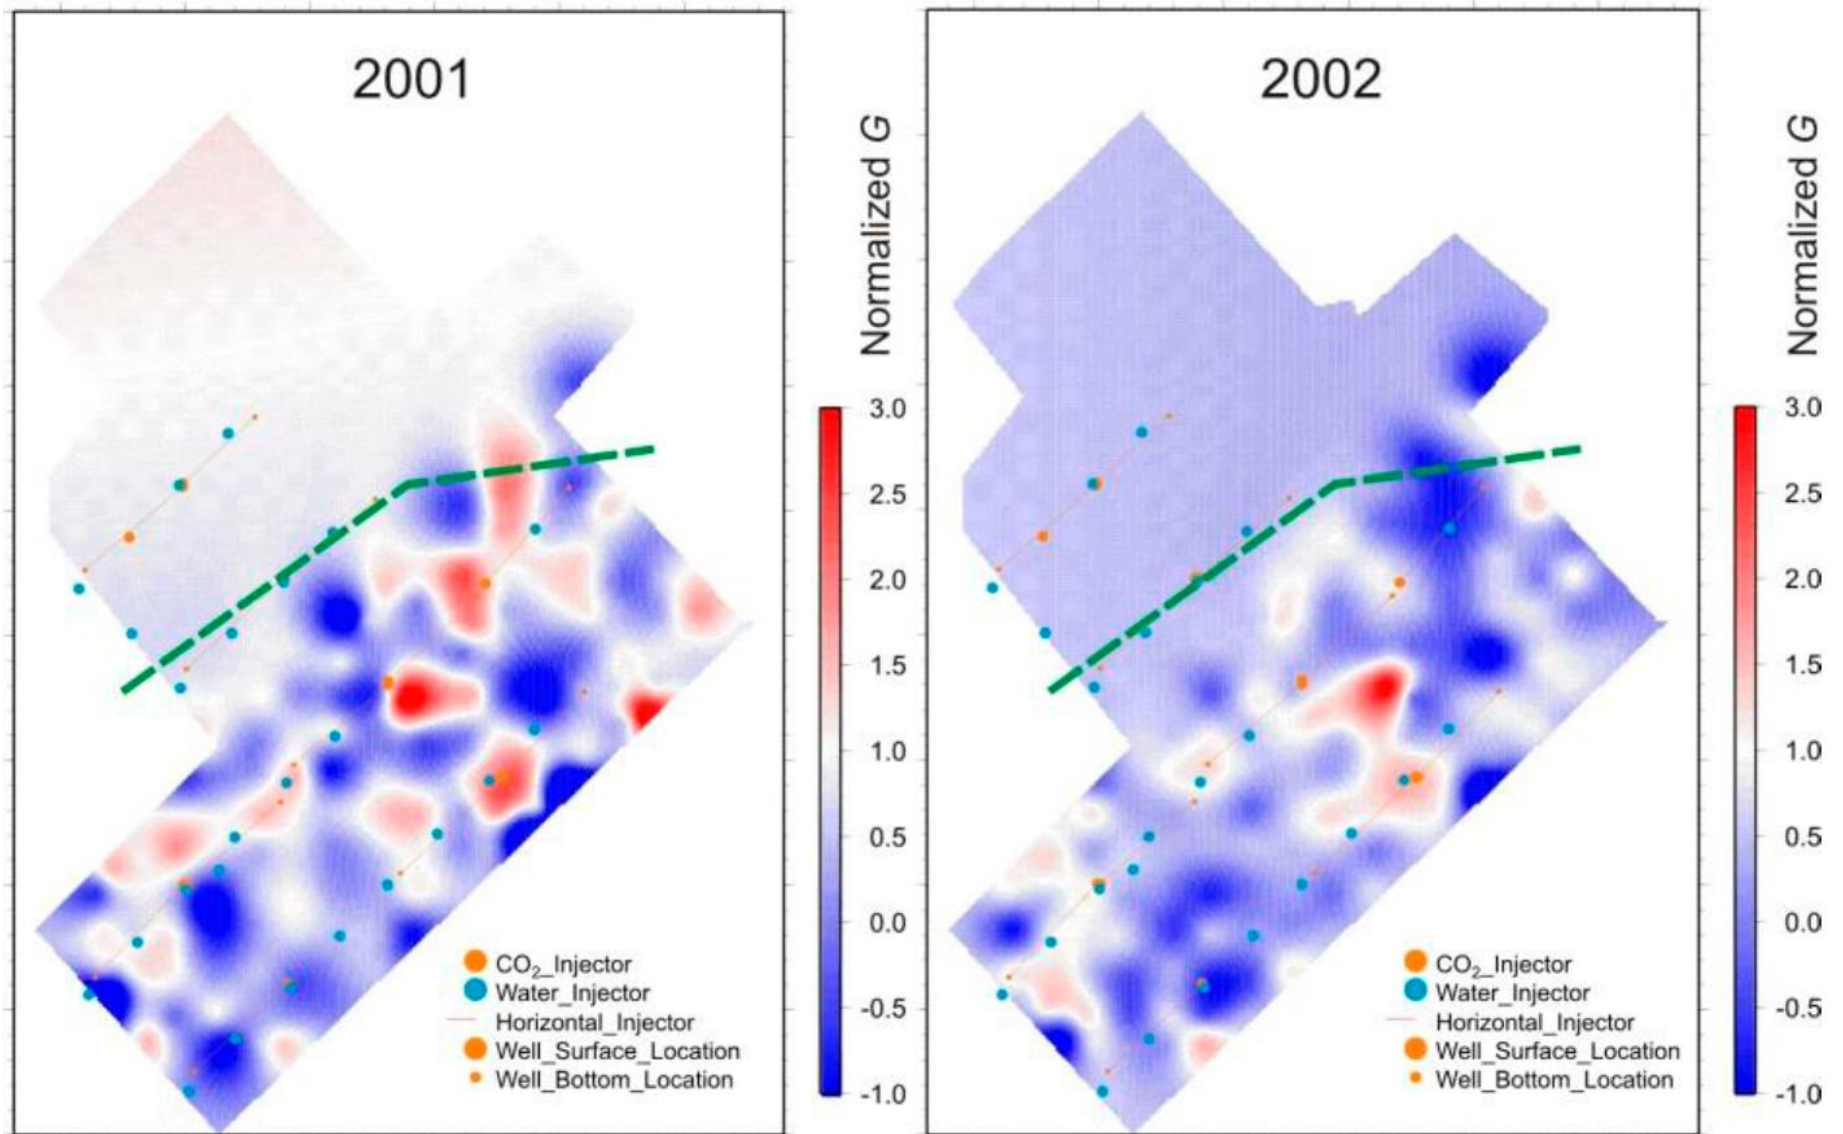 2001
Normalized G
3.0
2.5
2.0
1.5
1.0
0.5
0.0
-0.5
-1.0
CO₂_Injector
Water_Injector
Horizontal_Injector
Well_Surface_Location
Well_Bottom_Location
2002
Normalized G
3.0
2.5
2.0
1.5
1.0
0.5
0.0
-0.5
-1.0
CO₂_Injector
Water_Injector
Horizontal_Injector
Well_Surface_Location
Well_Bottom_Location